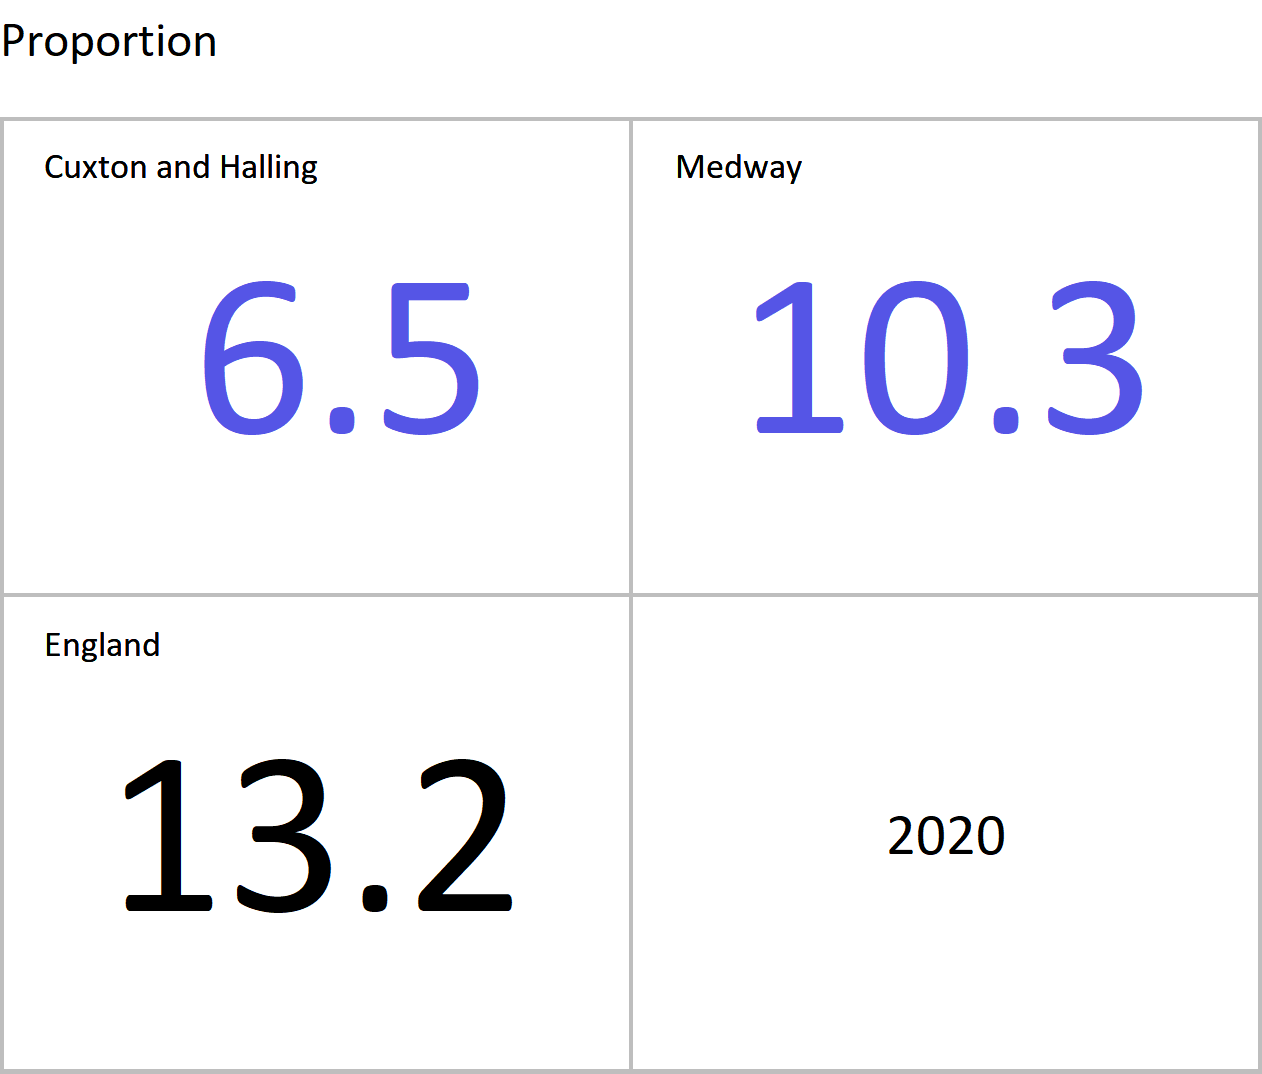 Proportion
Cuxton and Halling
6.5
Medway
10.3
England
13.2
2020